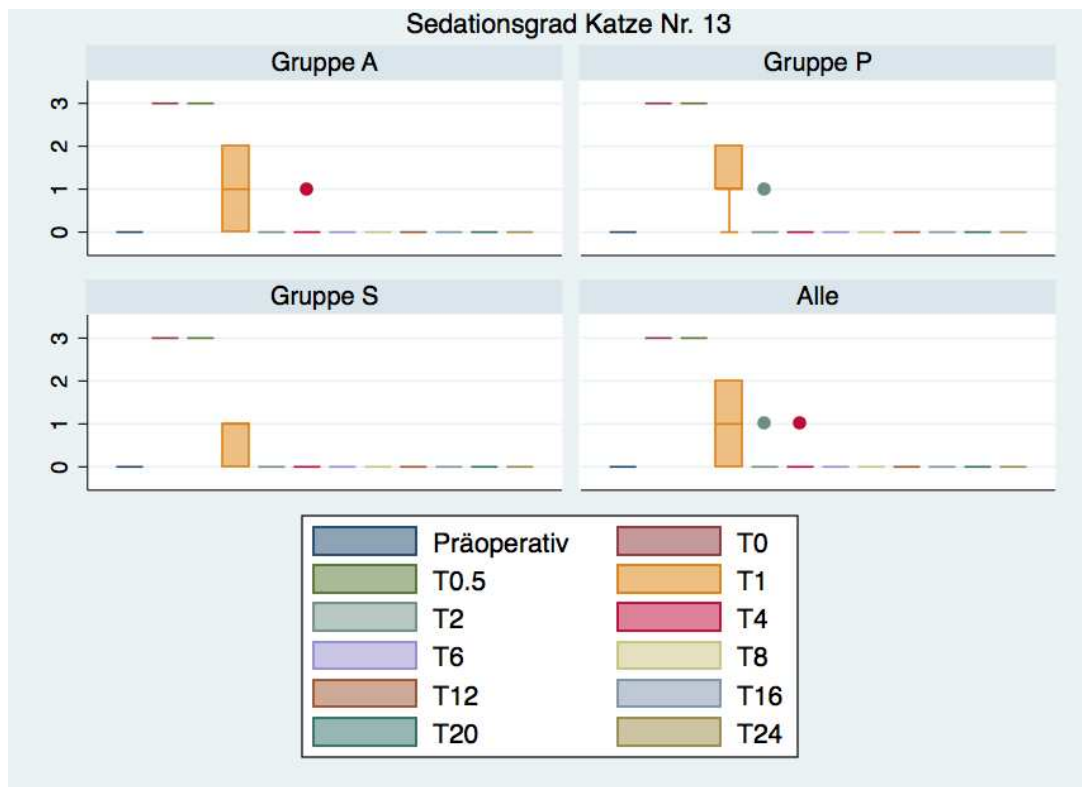 Sedationsgrad Katze Nr. 13
Gruppe A
Gruppe P
3
2
1
0
Gruppe S
Alle
3
2
1
0
Präoperativ
T0
T0.5
T1
T2
T4
T6
T8
T12
T16
T20
T24